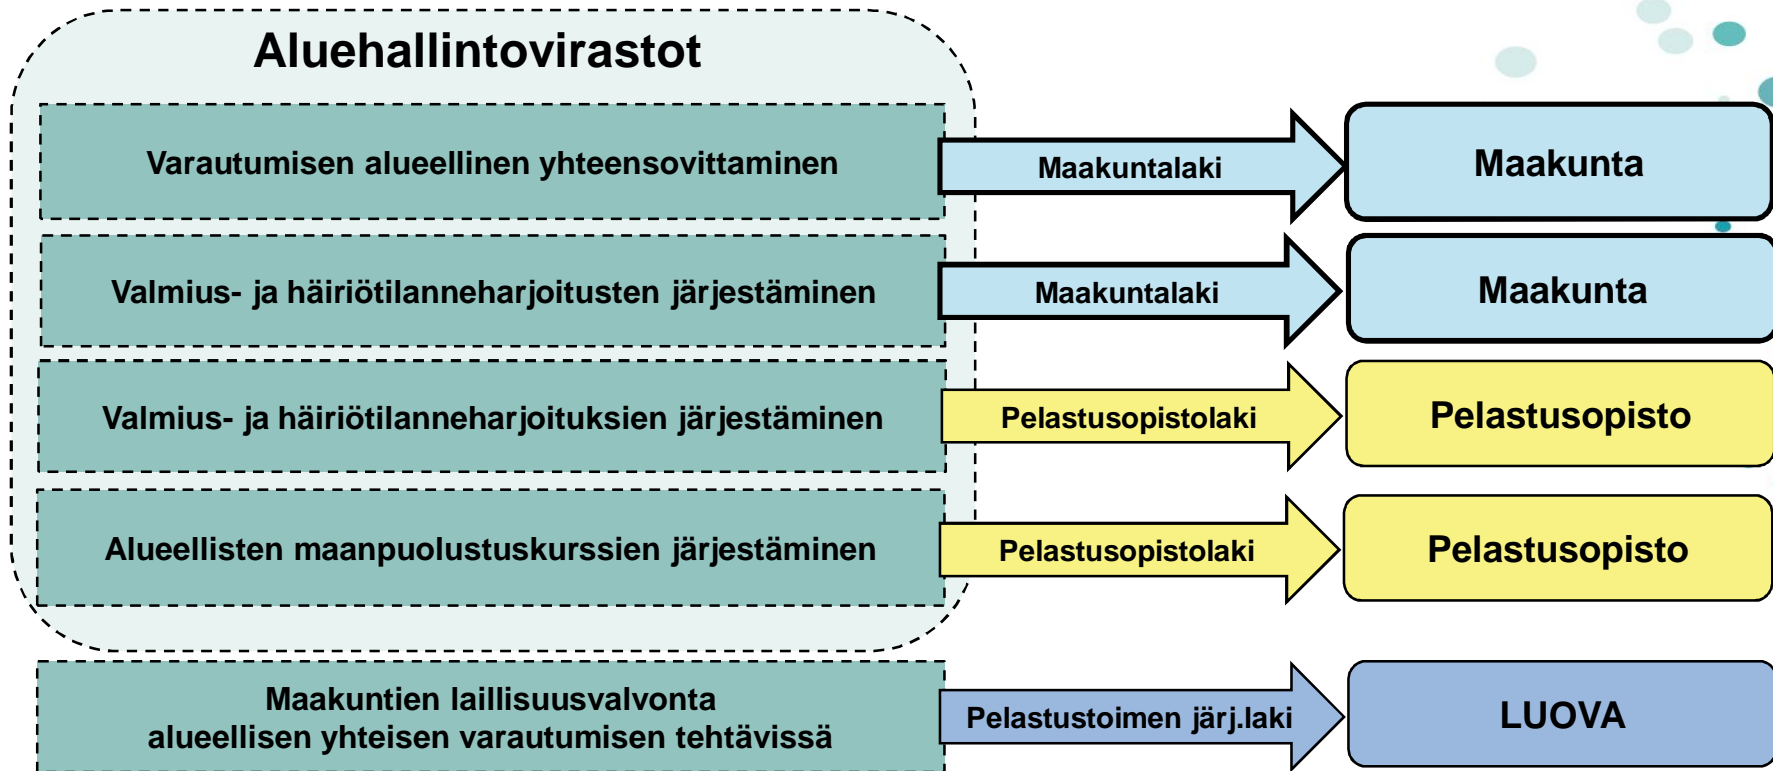 Aluehallintovirastot
Varautumisen alueellinen yhteensovittaminen
Maakuntalaki
Maakunta
Valmius- ja häiriötilanneharjoitusten järjestäminen
Maakuntalaki
Maakunta
Valmius- ja häiriötilanneharjoituksien järjestäminen
Pelastusopistolaki
Pelastusopisto
Alueellisten maanpuolustuskurssien järjestäminen
Pelastusopistolaki
Pelastusopisto
Maakuntien laillisuusvalvonta
alueellisen yhteisen varautumisen tehtävissä
Pelastustoimen järj.laki
LUOVA